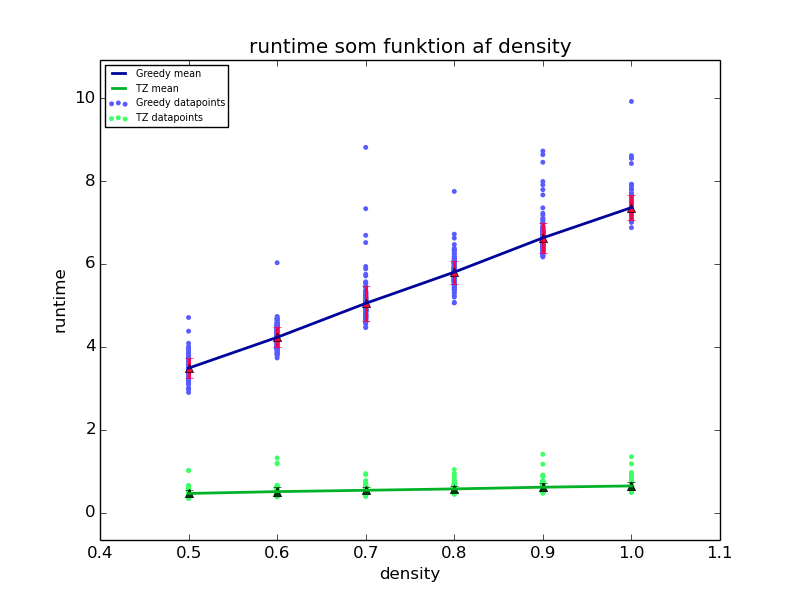 runtime som funktion af density
Greedy mean
TZ mean
Greedy datapoints
TZ datapoints
10
8
6
4
2
0
runtime
0.4 0.5 0.6 0.7 0.8 0.9 1.0 1.1
density